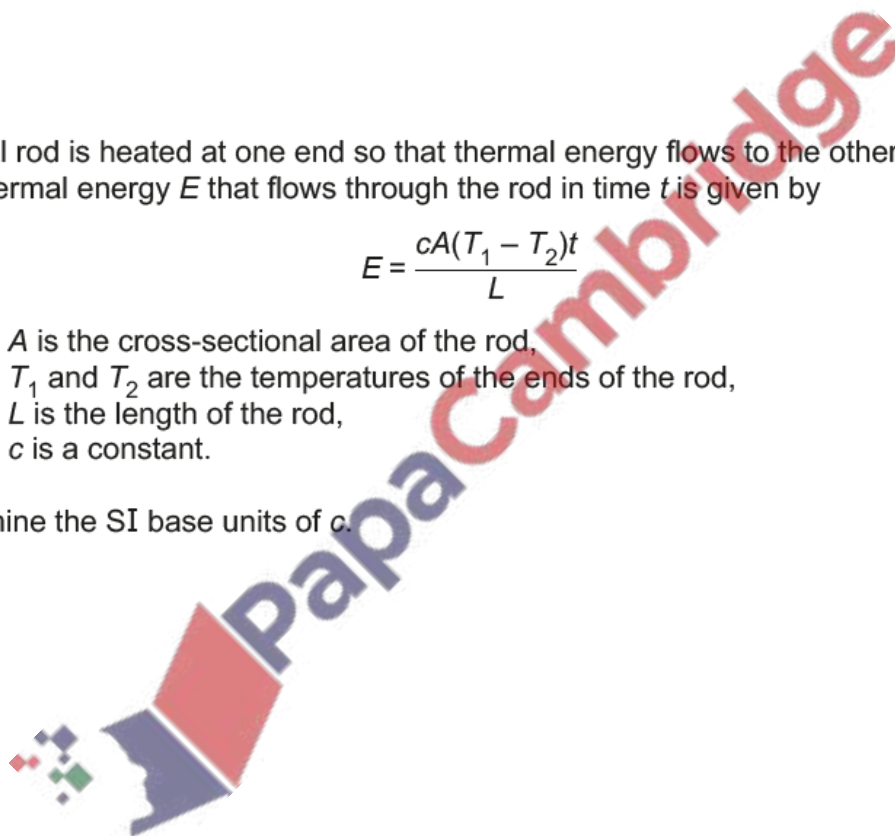 l rod is heated at one end so that thermal energy flows to the other
ermal energy E that flows through the rod in time t is given by
E = cA(T₁ – T₂)t / L
A is the cross-sectional area of the rod,
T₁ and T₂ are the temperatures of the ends of the rod,
L is the length of the rod,
c is a constant.
nine the SI base units of c.
PapaCambridge